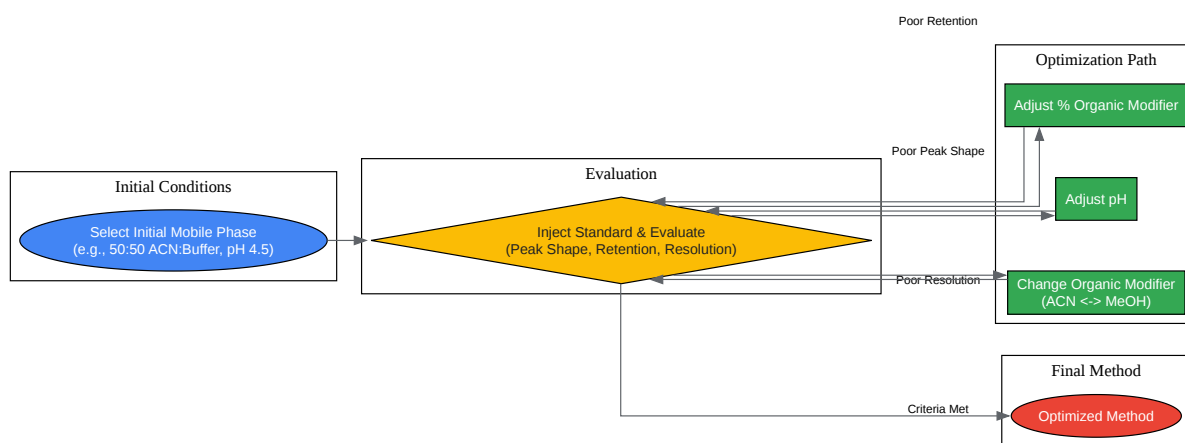 Poor Retention
Optimization Path
Adjust % Organic Modifier
Poor Peak Shape
Evaluation
Initial Conditions
Adjust pH
Select Initial Mobile Phase
(e.g., 50:50 ACN:Buffer, pH 4.5)
Inject Standard & Evaluate
(Peak Shape, Retention, Resolution)
Poor Resolution
Change Organic Modifier
(ACN <-> MeOH)
Final Method
Criteria Met
Optimized Method